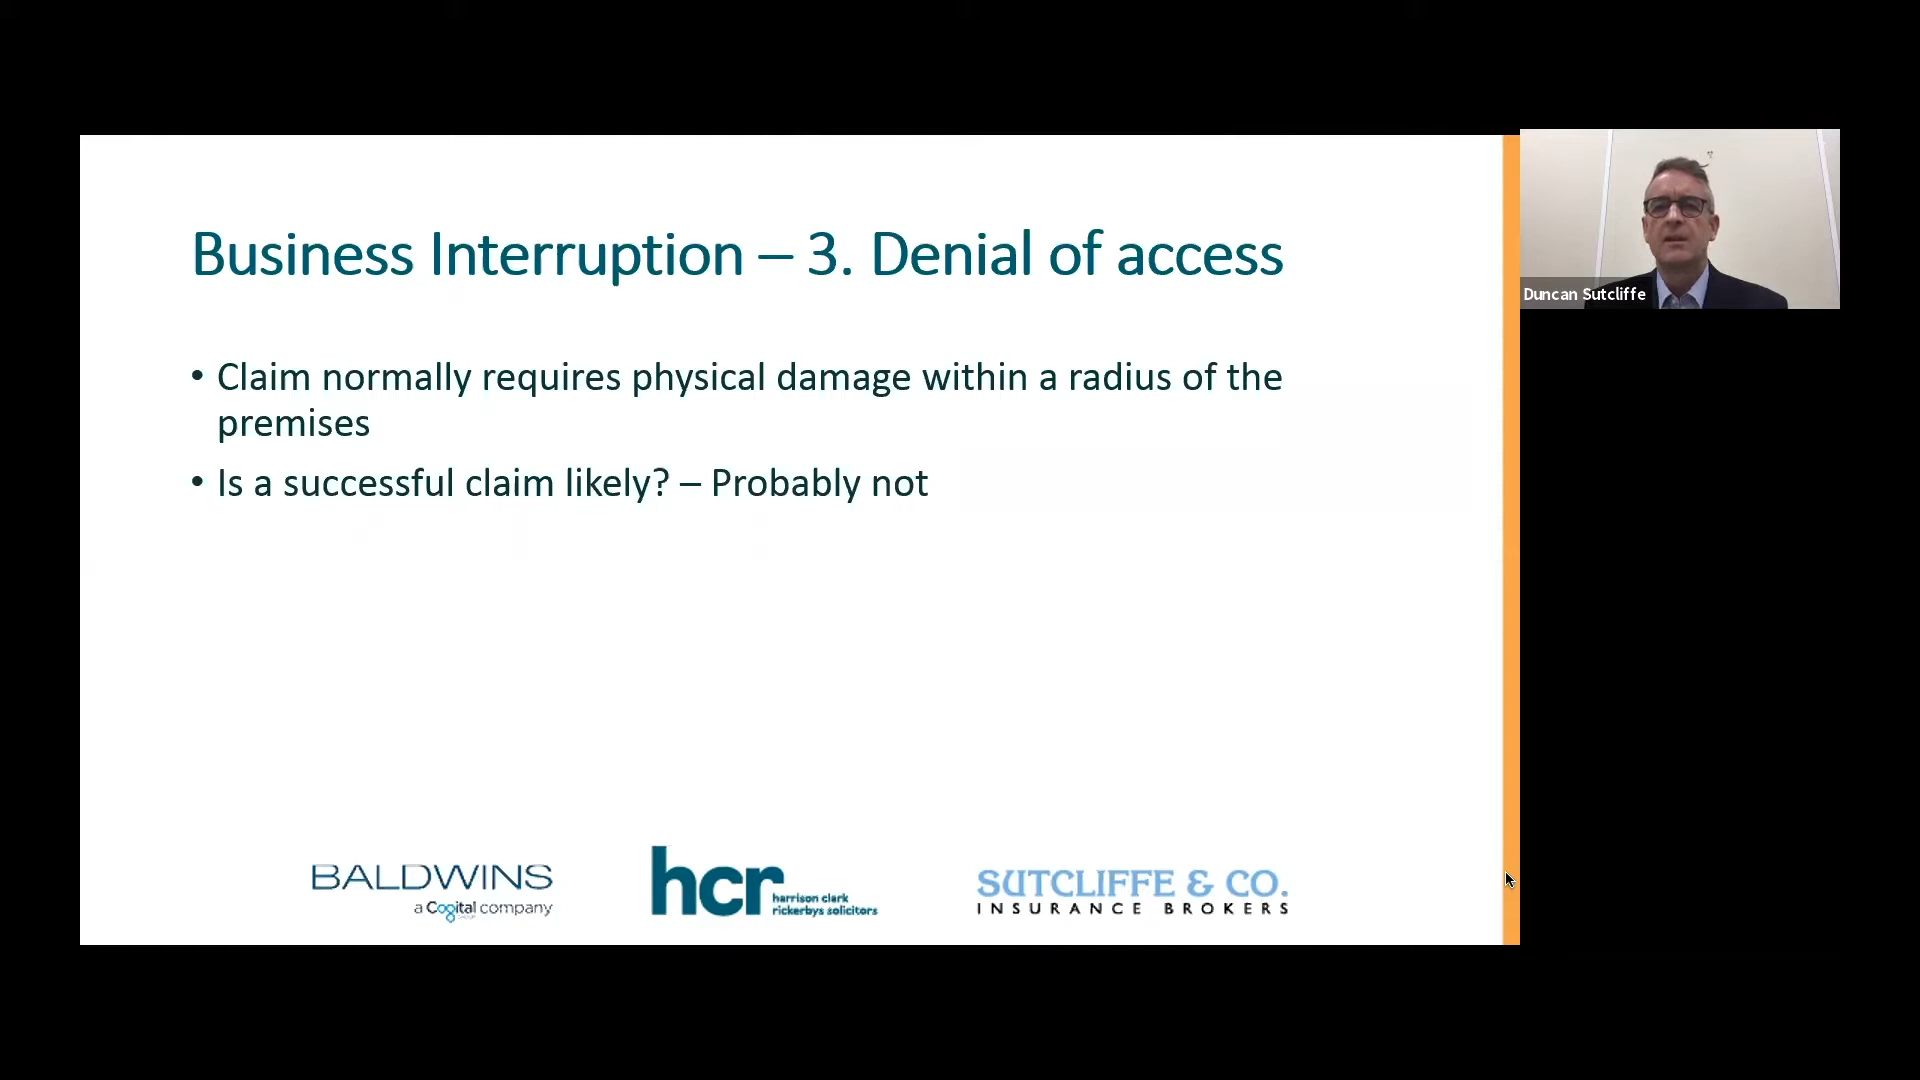 Business Interruption – 3. Denial of access
• Claim normally requires physical damage within a radius of the
premises
• Is a successful claim likely? – Probably not
Duncan Sutcliffe
BALDWINS
a Cogital company
hcr
harrison clark
rickerbys solicitors
SUTCLIFFE & CO.
INSURANCE BROKERS